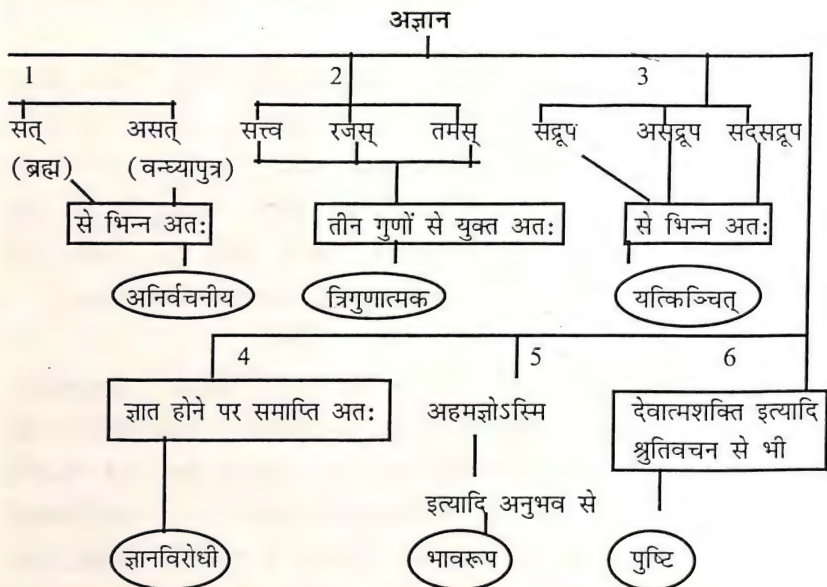 अज्ञान
1 2 3
सत् असत् सत्त्व रजस् तमस् सद्रूप असद्रूप सदसद्रूप
(ब्रह्म) (वन्ध्यापुत्र)
से भिन्न अतः तीन गुणों से युक्त अतः से भिन्न अतः
अनिर्वचनीय त्रिगुणात्मक यत्किञ्चित्
4 5 6
ज्ञात होने पर समाप्ति अतः अहमज्ञोऽस्मि देवात्मशक्ति इत्यादि
श्रुतिवचन से भी
इत्यादि अनुभव से
ज्ञानविरोधी भावरूप पुष्टि